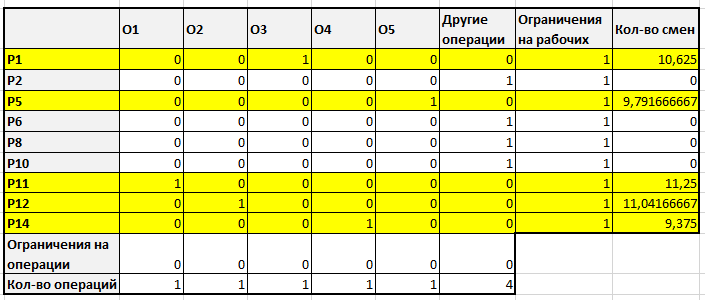 O1 O2 O3 O4 O5 Другие операции Ограничения на рабочих Кол-во смен
P1 0 0 1 0 0 0 1 10,625
P2 0 0 0 0 0 1 1 0
P5 0 0 0 0 1 0 1 9,791666667
P6 0 0 0 0 0 1 1 0
P8 0 0 0 0 0 1 1 0
P10 0 0 0 0 0 1 1 0
P11 1 0 0 0 0 0 1 11,25
P12 0 1 0 0 0 0 1 11,04166667
P14 0 0 0 1 0 0 1 9,375
Ограничения на
операции 0 0 0 0 0 0
Кол-во операций 1 1 1 1 1 4